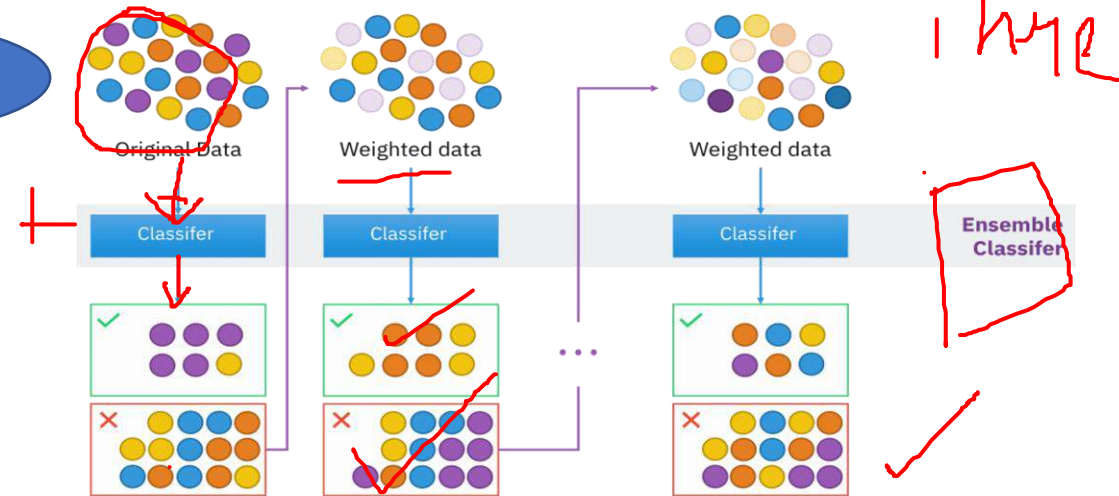 Original Data
Weighted data
Weighted data
Classifer
Classifer
Classifer
Ensemble
Classifer
...